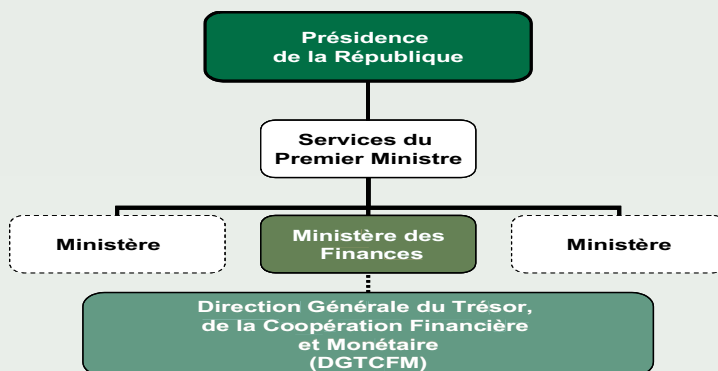 Présidence
de la République
Services du
Premier Ministre
Ministère
Ministère des
Finances
Ministère
Direction Générale du Trésor,
de la Coopération Financière
et Monétaire
(DGTCFM)